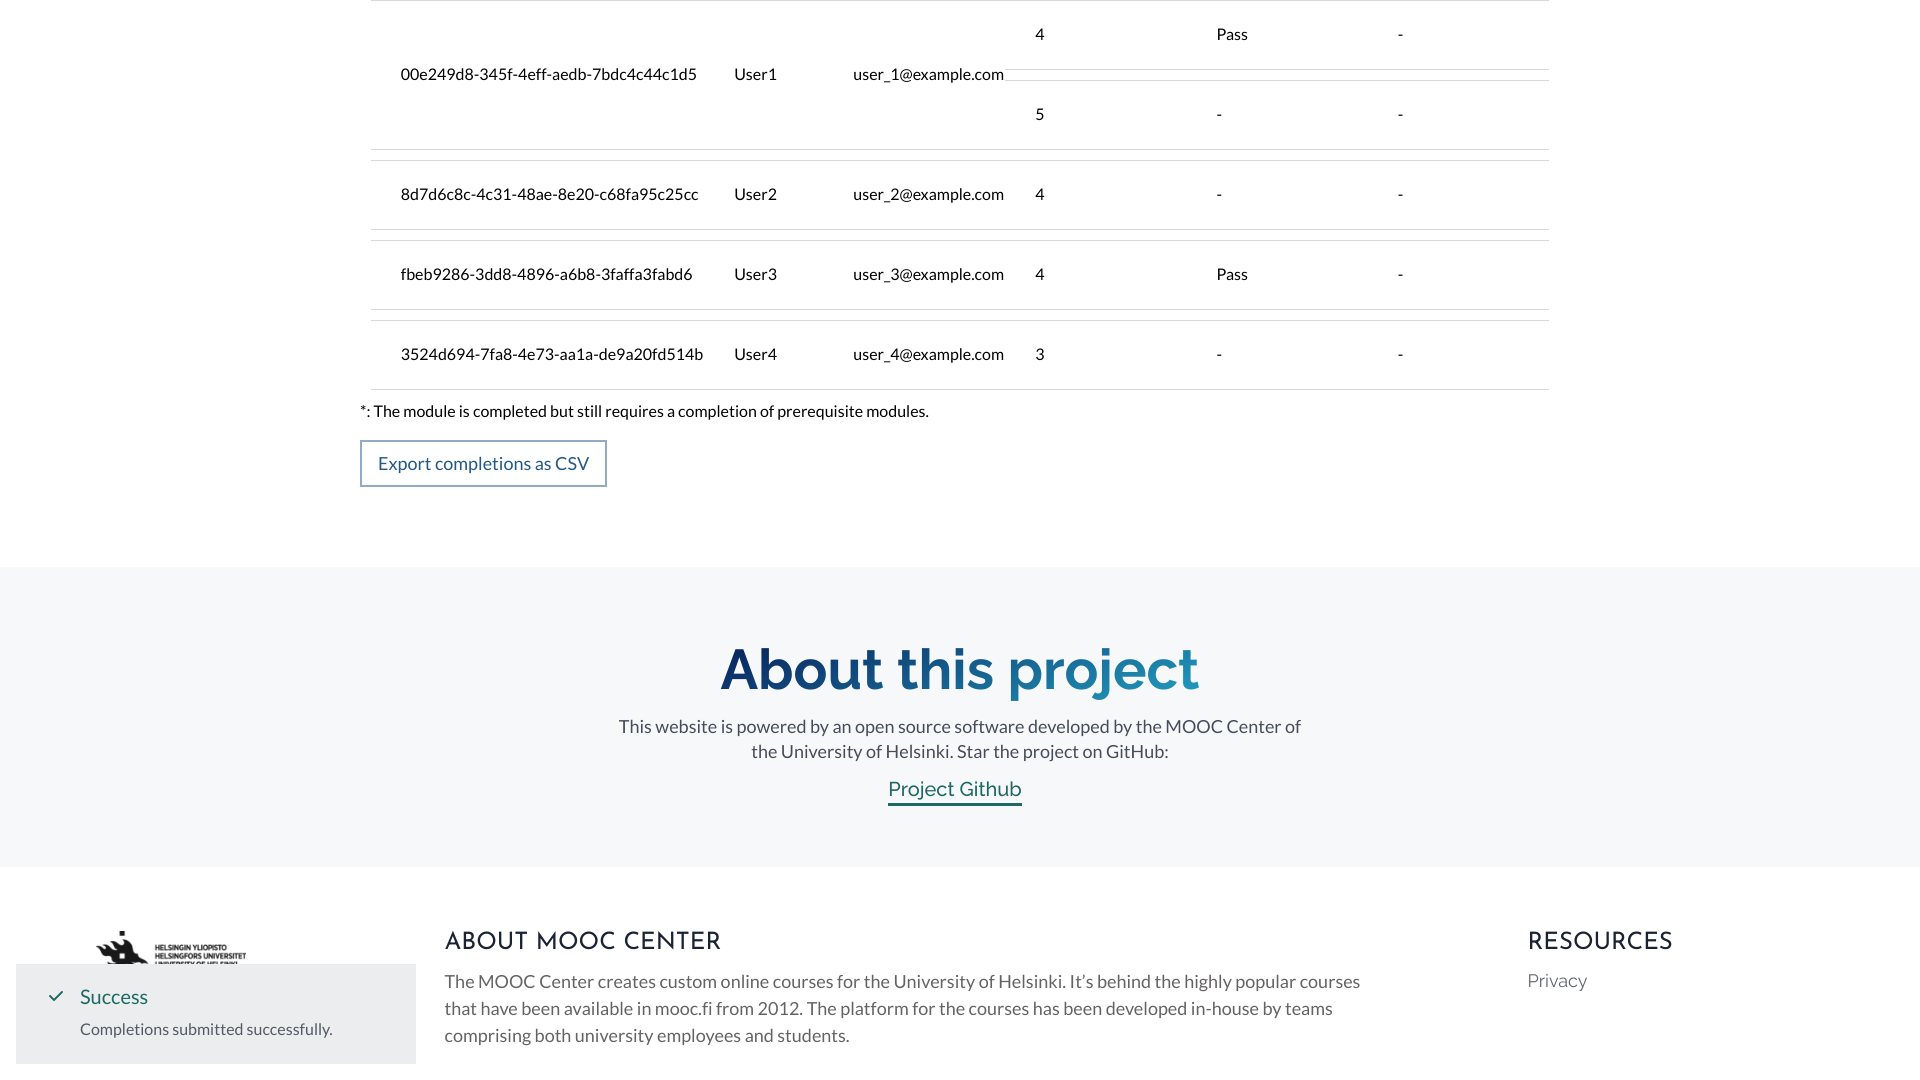 4 Pass -
00e249d8-345f-4eff-aedb-7bdc4c44c1d5 User1 user_1@example.com
5 - -
8d7d6c8c-4c31-48ae-8e20-c68fa95c25cc User2 user_2@example.com 4 - -
fbeb9286-3dd8-4896-a6b8-3faffa3fabd6 User3 user_3@example.com 4 Pass -
3524d694-7fa8-4e73-aa1a-de9a20fd514b User4 user_4@example.com 3 - -
*: The module is completed but still requires a completion of prerequisite modules.
Export completions as CSV
About this project
This website is powered by an open source software developed by the MOOC Center of
the University of Helsinki. Star the project on GitHub:
Project Github
HELSINGIN YLIOPISTO
HELSINGFORS UNIVERSITET
UNIVERSITY OF HELSINKI
Success
Completions submitted successfully.
ABOUT MOOC CENTER
The MOOC Center creates custom online courses for the University of Helsinki. It’s behind the highly popular courses
that have been available in mooc.fi from 2012. The platform for the courses has been developed in-house by teams
comprising both university employees and students.
RESOURCES
Privacy